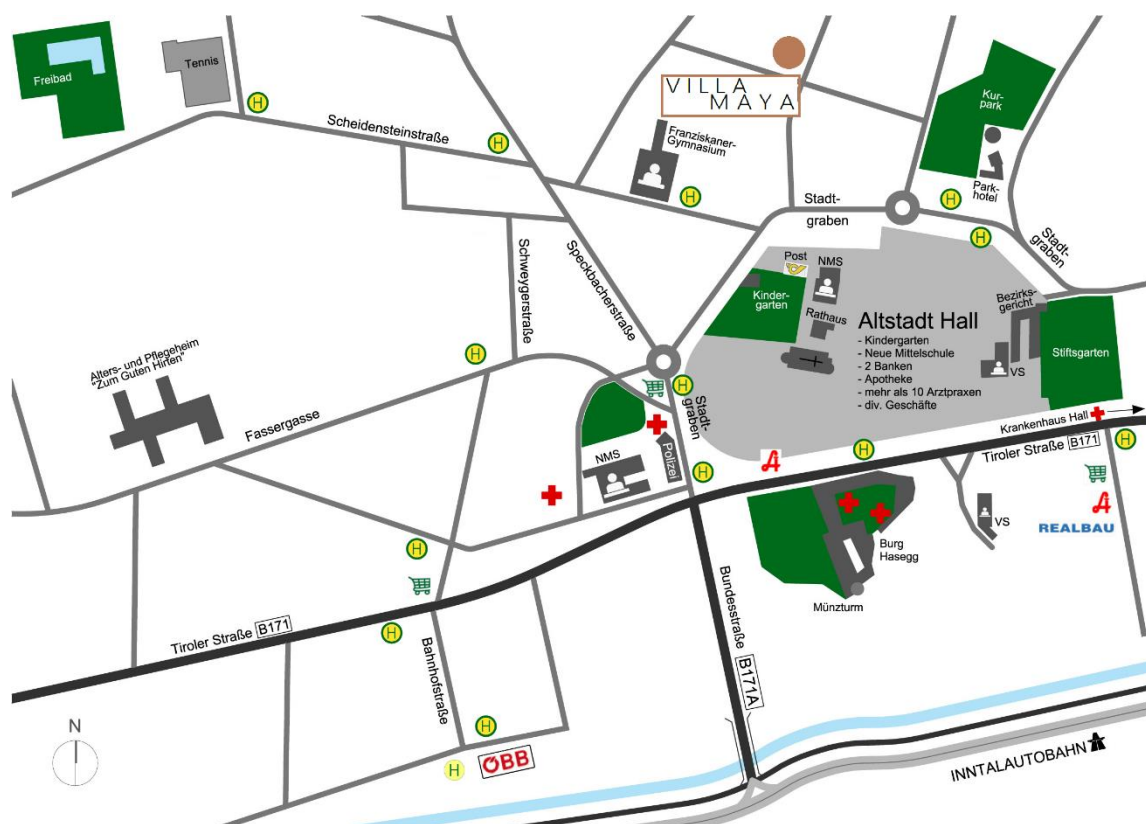 Freibad
Tennis
H
Scheidensteinstraße
H
VILLA
MAYA
Franziskaner-
Gymnasium
H
Kur-
park
Park-
hotel
H
Stadt-
graben
H
Stadt-
graben
Schweygerstraße
Speckbacherstraße
Post
NMS
Kinder-
garten
Rathaus
Altstadt Hall
- Kindergarten
- Neue Mittelschule
- 2 Banken
- Apotheke
- mehr als 10 Arztpraxen
- div. Geschäfte
Bezirks-
gericht
VS
Stiftsgarten
Alters- und Pflegeheim
"Zum Guten Hirten"
H
Fassergasse
H
Stadt-
graben
Polizei
NMS
H
H
Krankenhaus Hall
Tiroler Straße B171
H
REALBAU
VS
Burg
Hasegg
Münzturm
H
H
Tiroler Straße B171
Bahnhofstraße
Bundesstraße B171A
H
H
ÖBB
N
INNTALAUTOBAHN